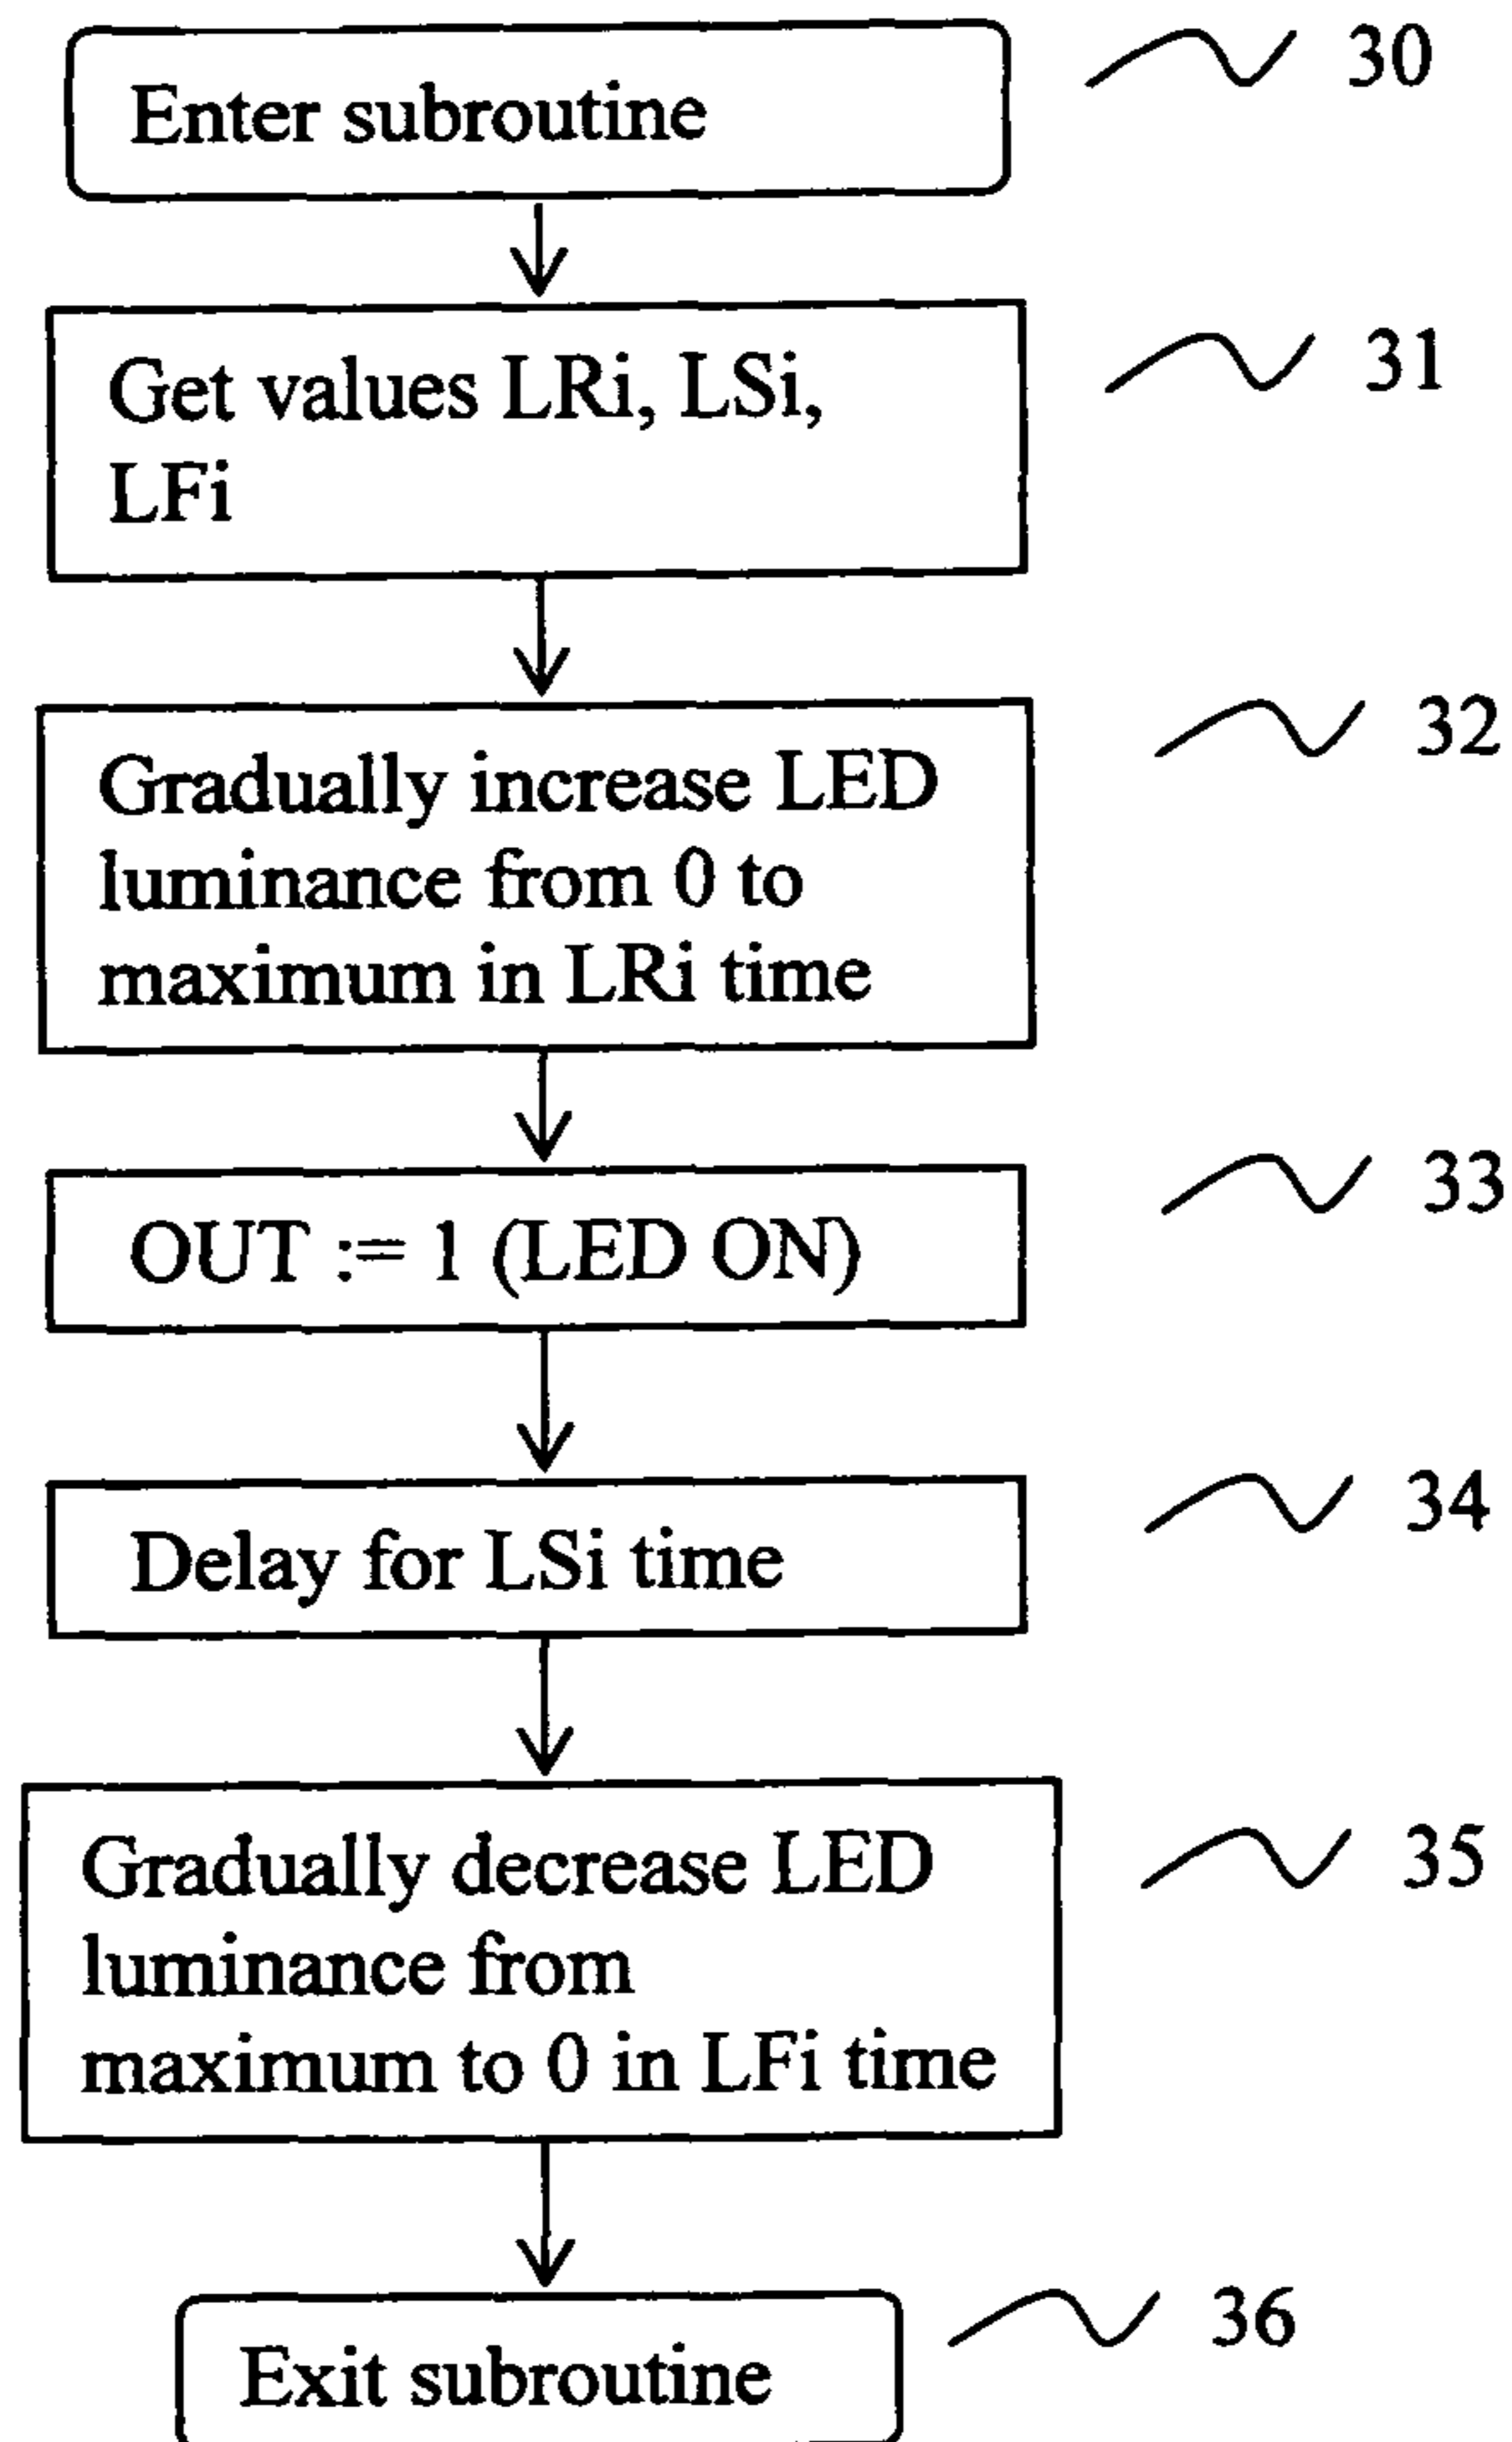 Enter subroutine
30
Get values LRi, LSi,
LFi
31
Gradually increase LED
luminance from 0 to
maximum in LRi time
32
OUT := 1 (LED ON)
33
Delay for LSi time
34
Gradually decrease LED
luminance from
maximum to 0 in LFi time
35
Exit subroutine
36